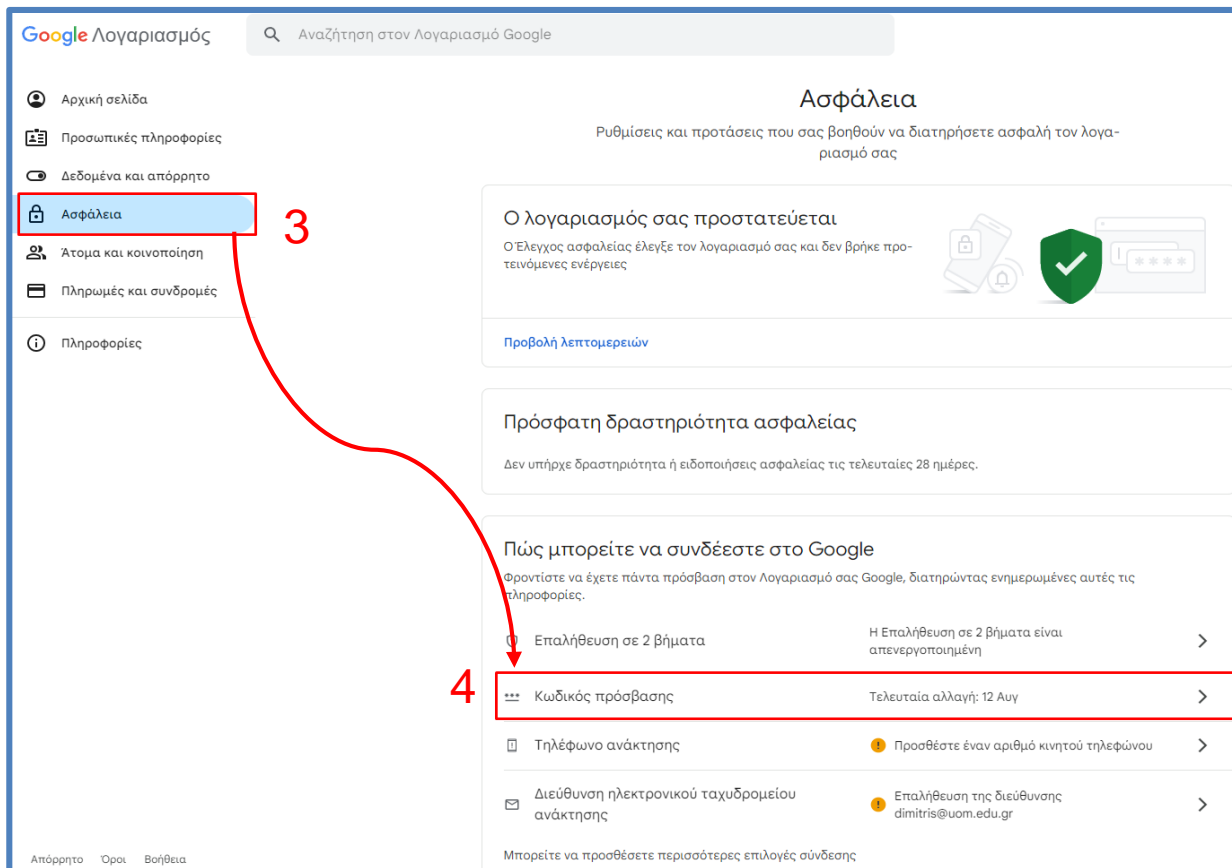 Google Λογαριασμός
Αναζήτηση στον Λογαριασμό Google
Αρχική σελίδα
Προσωπικές πληροφορίες
Δεδομένα και απόρρητο
Ασφάλεια
Άτομα και κοινοποίηση
Πληρωμές και συνδρομές
Πληροφορίες
3
Ασφάλεια
Ρυθμίσεις και προτάσεις που σας βοηθούν να διατηρήσετε ασφαλή τον λογα-
ριασμό σας
Ο λογαριασμός σας προστατεύεται
Ο Έλεγχος ασφαλείας έλεγξε τον λογαριασμό σας και δεν βρήκε προ-
τεινόμενες ενέργειες
****
Προβολή λεπτομερειών
Πρόσφατη δραστηριότητα ασφαλείας
Δεν υπήρχε δραστηριότητα ή ειδοποιήσεις ασφαλείας τις τελευταίες 28 ημέρες.
Πώς μπορείτε να συνδέεστε στο Google
Φροντίστε να έχετε πάντα πρόσβαση στον Λογαριασμό σας Google, διατηρώντας ενημερωμένες αυτές τις
πληροφορίες.
Επαλήθευση σε 2 βήματα
Η Επαλήθευση σε 2 βήματα είναι
απενεργοποιημένη
4
Κωδικός πρόσβασης
Τελευταία αλλαγή: 12 Αυγ
Τηλέφωνο ανάκτησης
Προσθέστε έναν αριθμό κινητού τηλεφώνου
Διεύθυνση ηλεκτρονικού ταχυδρομείου
ανάκτησης
Επαλήθευση της διεύθυνσης
dimitris@uom.edu.gr
Μπορείτε να προσθέσετε περισσότερες επιλογές σύνδεσης
Απόρρητο Όροι Βοήθεια